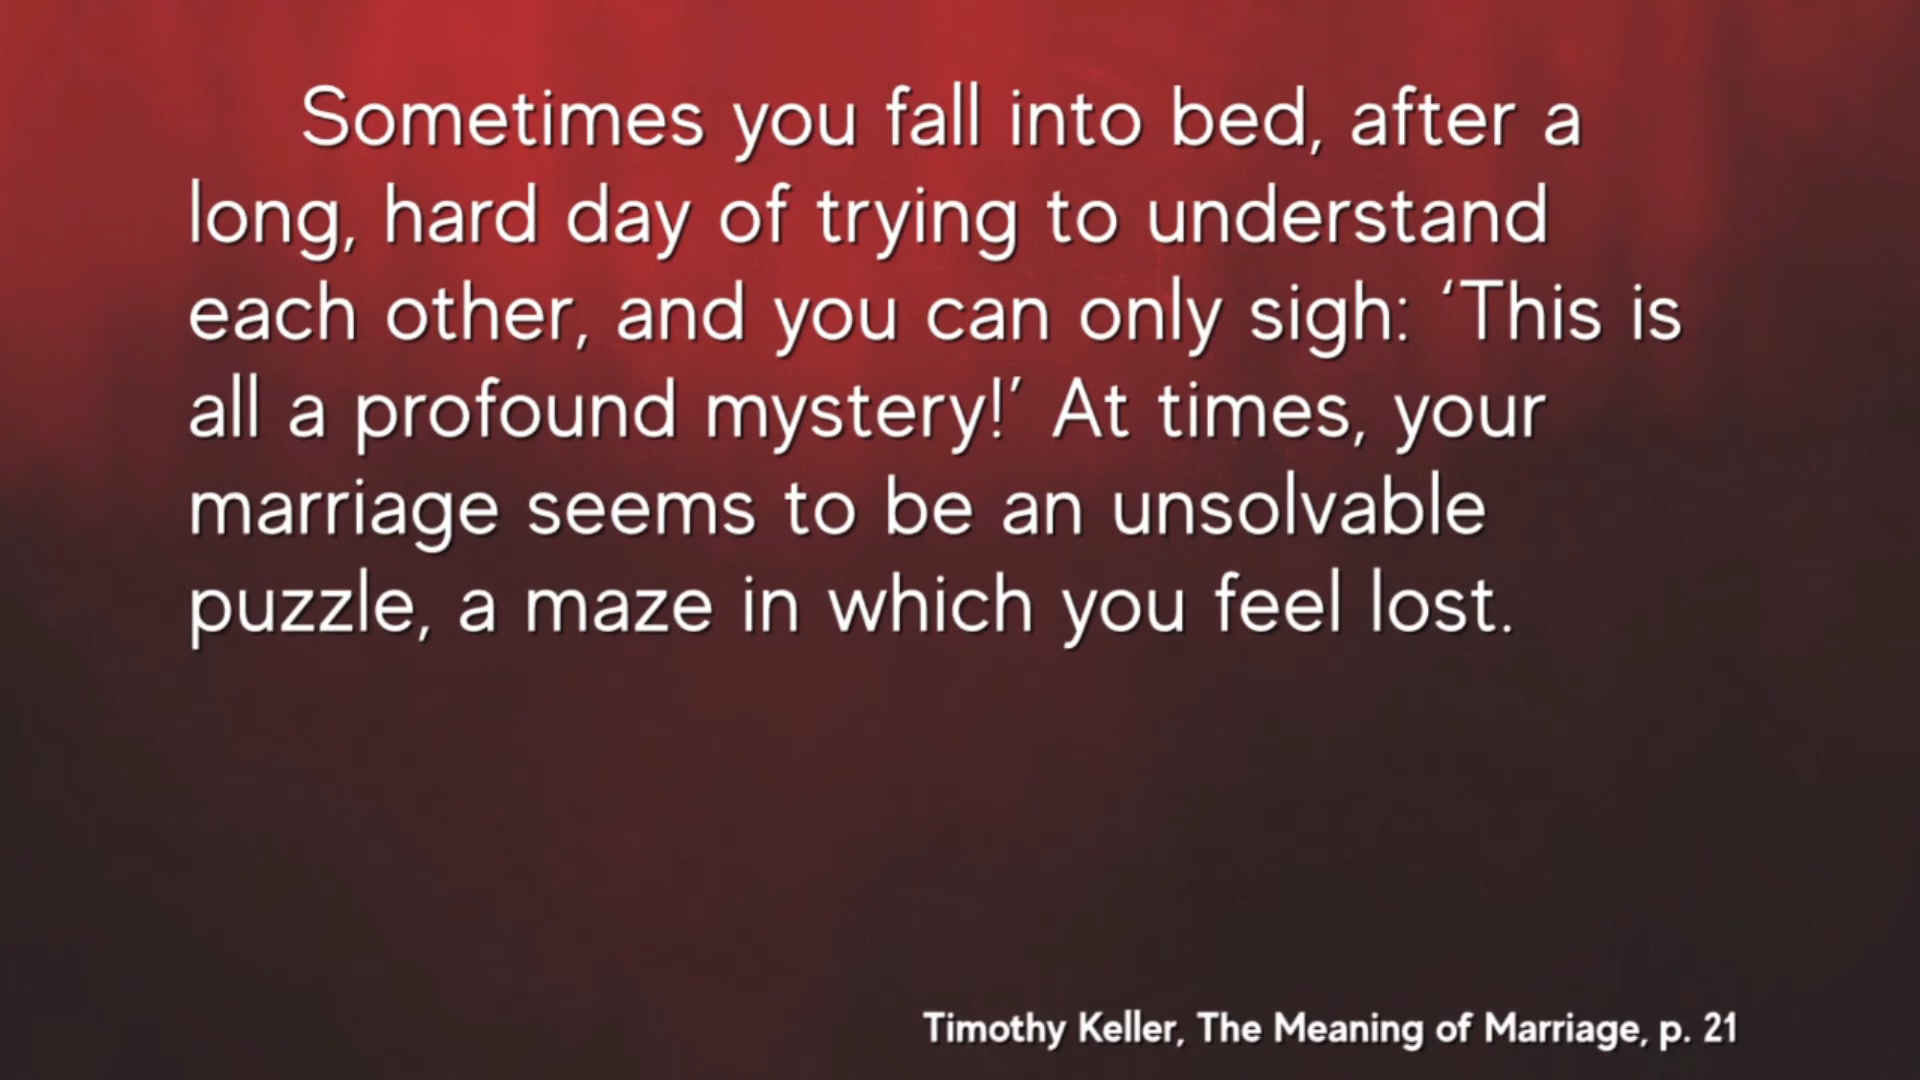 Sometimes you fall into bed, after a
long, hard day of trying to understand
each other, and you can only sigh: ‘This is
all a profound mystery!’ At times, your
marriage seems to be an unsolvable
puzzle, a maze in which you feel lost.
Timothy Keller, The Meaning of Marriage, p. 21